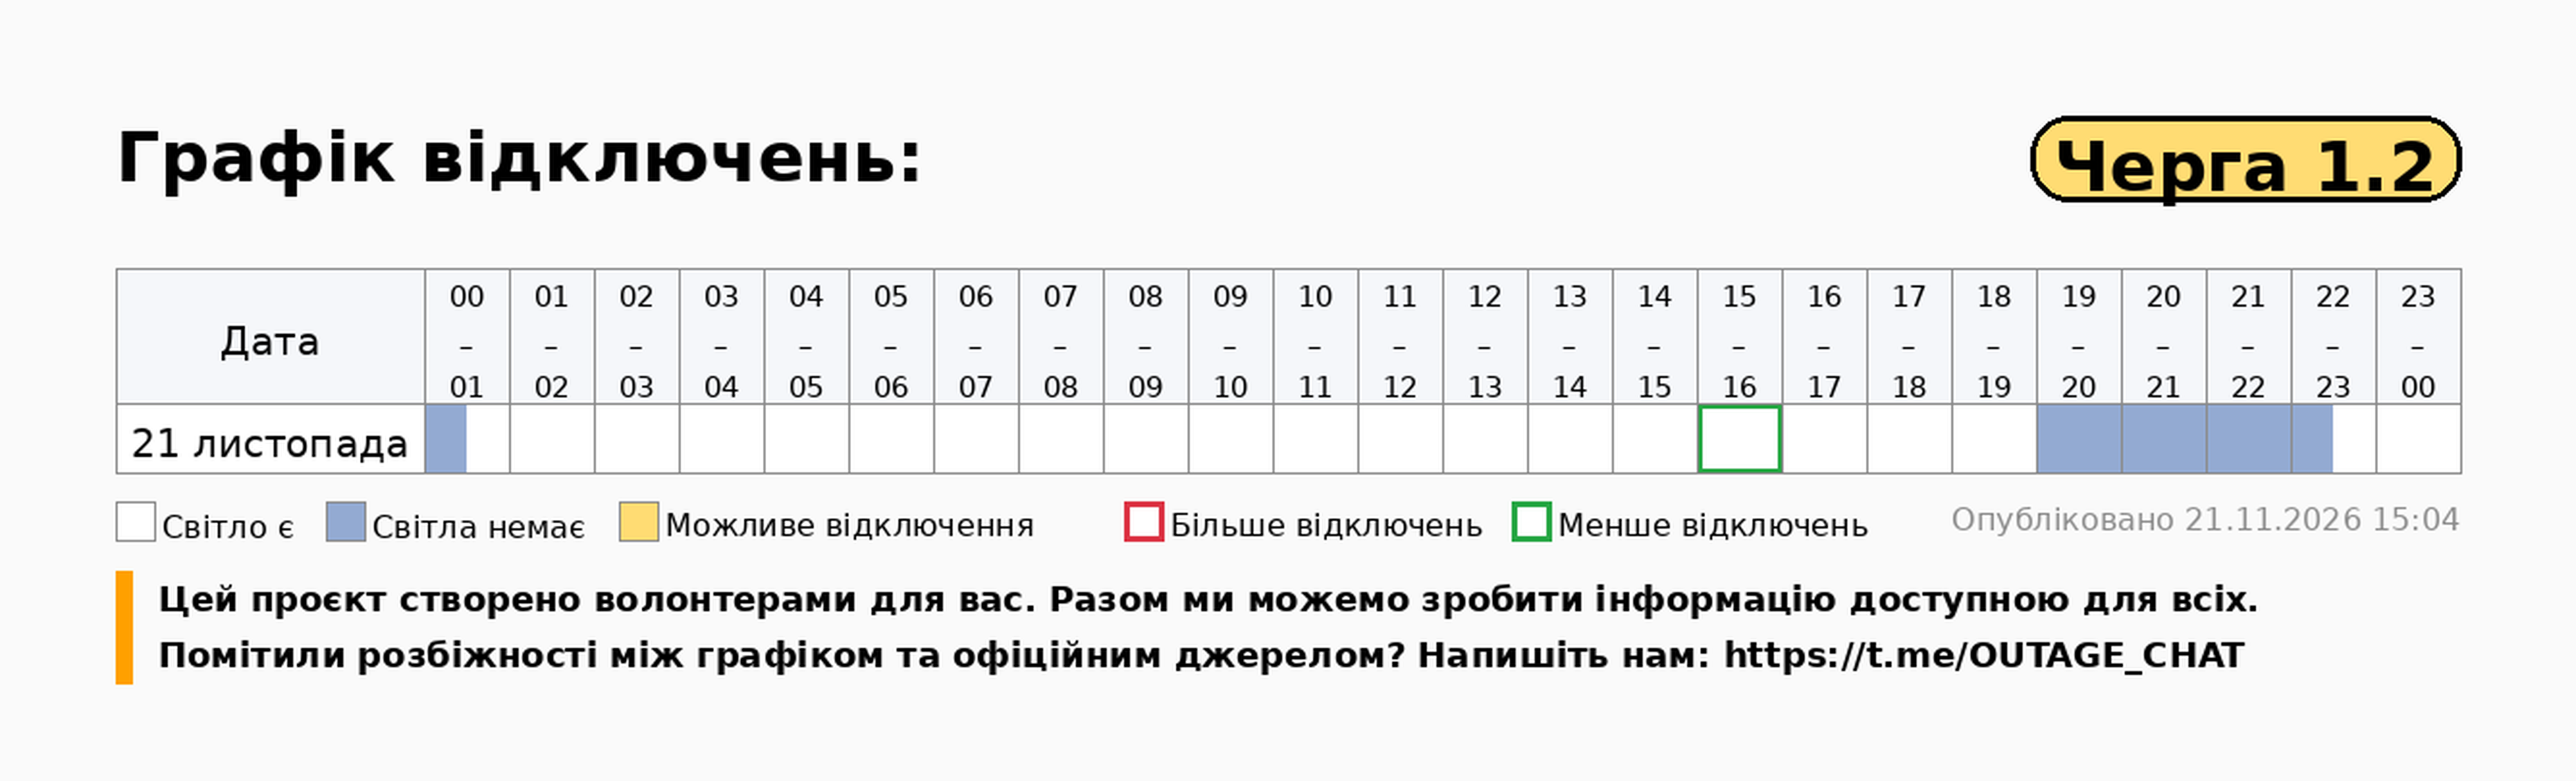 Графік відключень:
Черга 1.2
Дата 00 – 01 01 – 02 02 – 03 03 – 04 04 – 05 05 – 06 06 – 07 07 – 08 08 – 09 09 – 10 10 – 11 11 – 12 12 – 13 13 – 14 14 – 15 15 – 16 16 – 17 17 – 18 18 – 19 19 – 20 20 – 21 21 – 22 22 – 23 23 – 00
21 листопада
Світло є Світла немає Можливе відключення Більше відключень Менше відключень Опубліковано 21.11.2026 15:04
Цей проєкт створено волонтерами для вас. Разом ми можемо зробити інформацію доступною для всіх.
Помітили розбіжності між графіком та офіційним джерелом? Напишіть нам: https://t.me/OUTAGE_CHAT